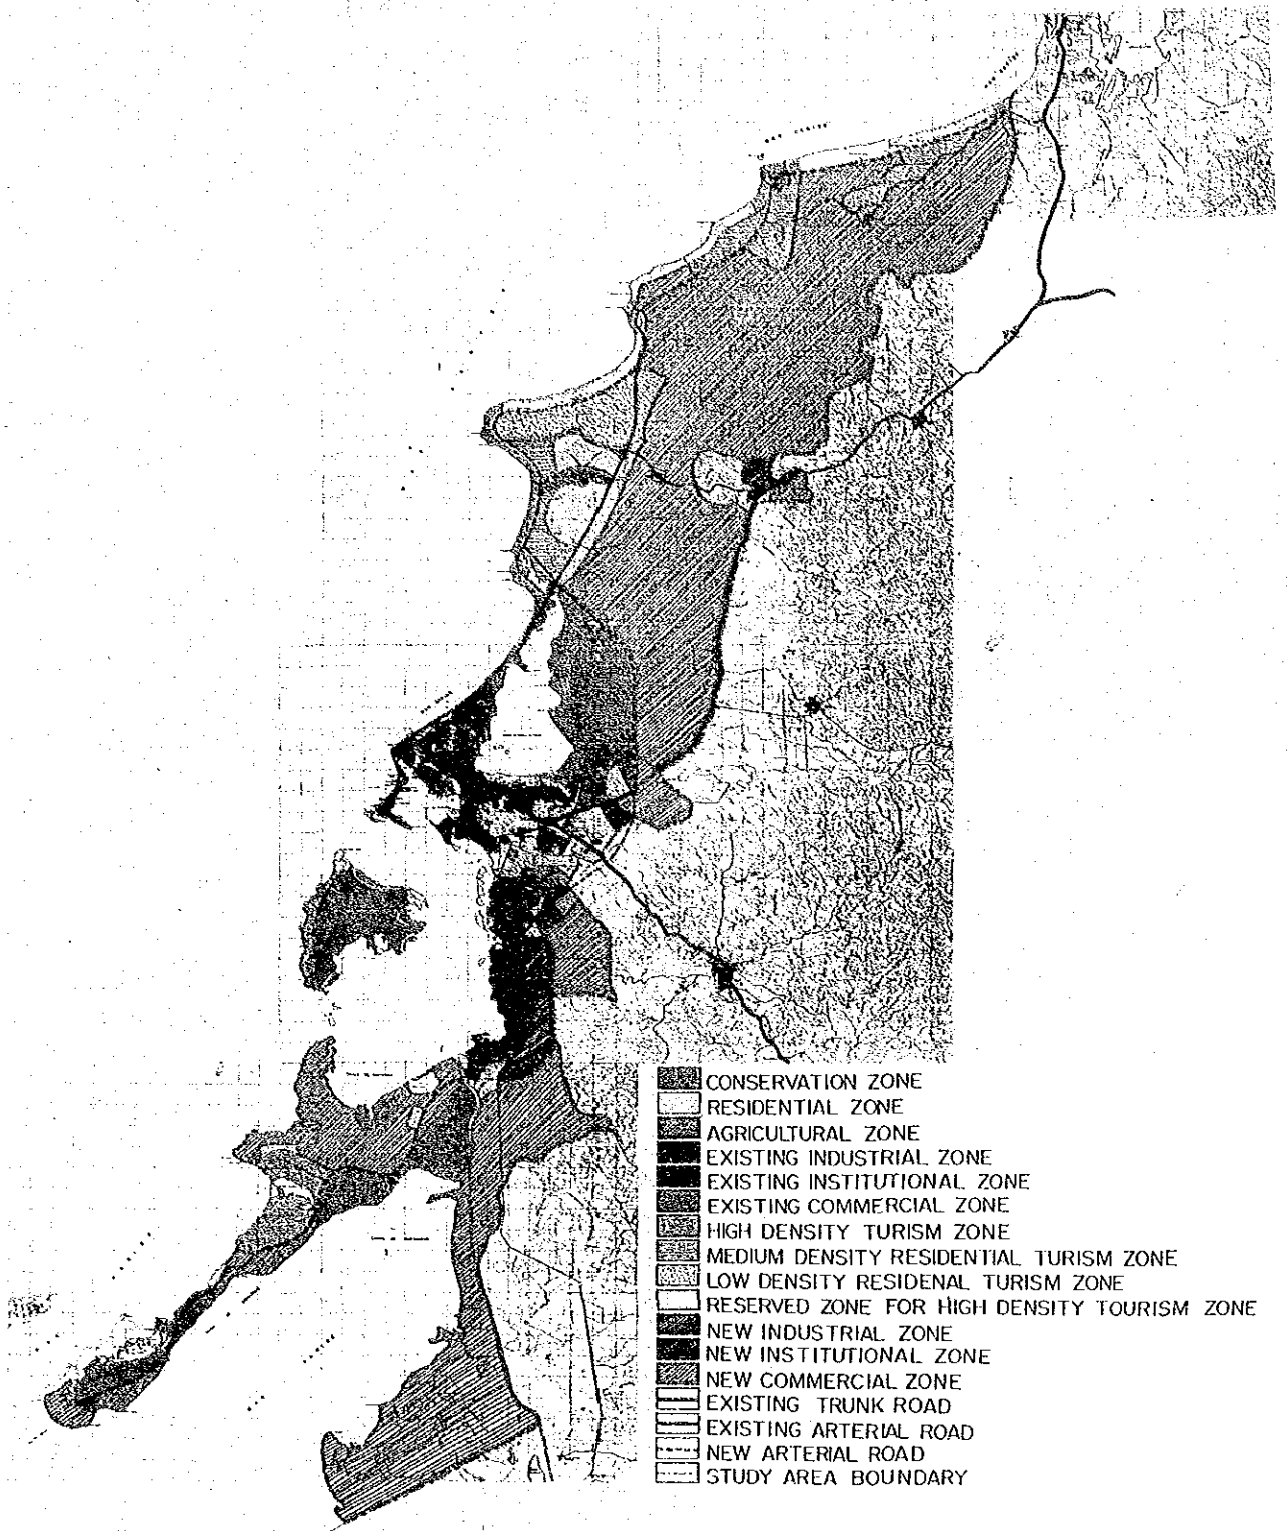 CONSERVATION ZONE
RESIDENTIAL ZONE
AGRICULTURAL ZONE
EXISTING INDUSTRIAL ZONE
EXISTING INSTITUTIONAL ZONE
EXISTING COMMERCIAL ZONE
HIGH DENSITY TURISM ZONE
MEDIUM DENSITY RESIDENTIAL TURISM ZONE
LOW DENSITY RESIDENAL TURISM ZONE
RESERVED ZONE FOR HIGH DENSITY TOURISM ZONE
NEW INDUSTRIAL ZONE
NEW INSTITUTIONAL ZONE
NEW COMMERCIAL ZONE
EXISTING TRUNK ROAD
EXISTING ARTERIAL ROAD
NEW ARTERIAL ROAD
STUDY AREA BOUNDARY